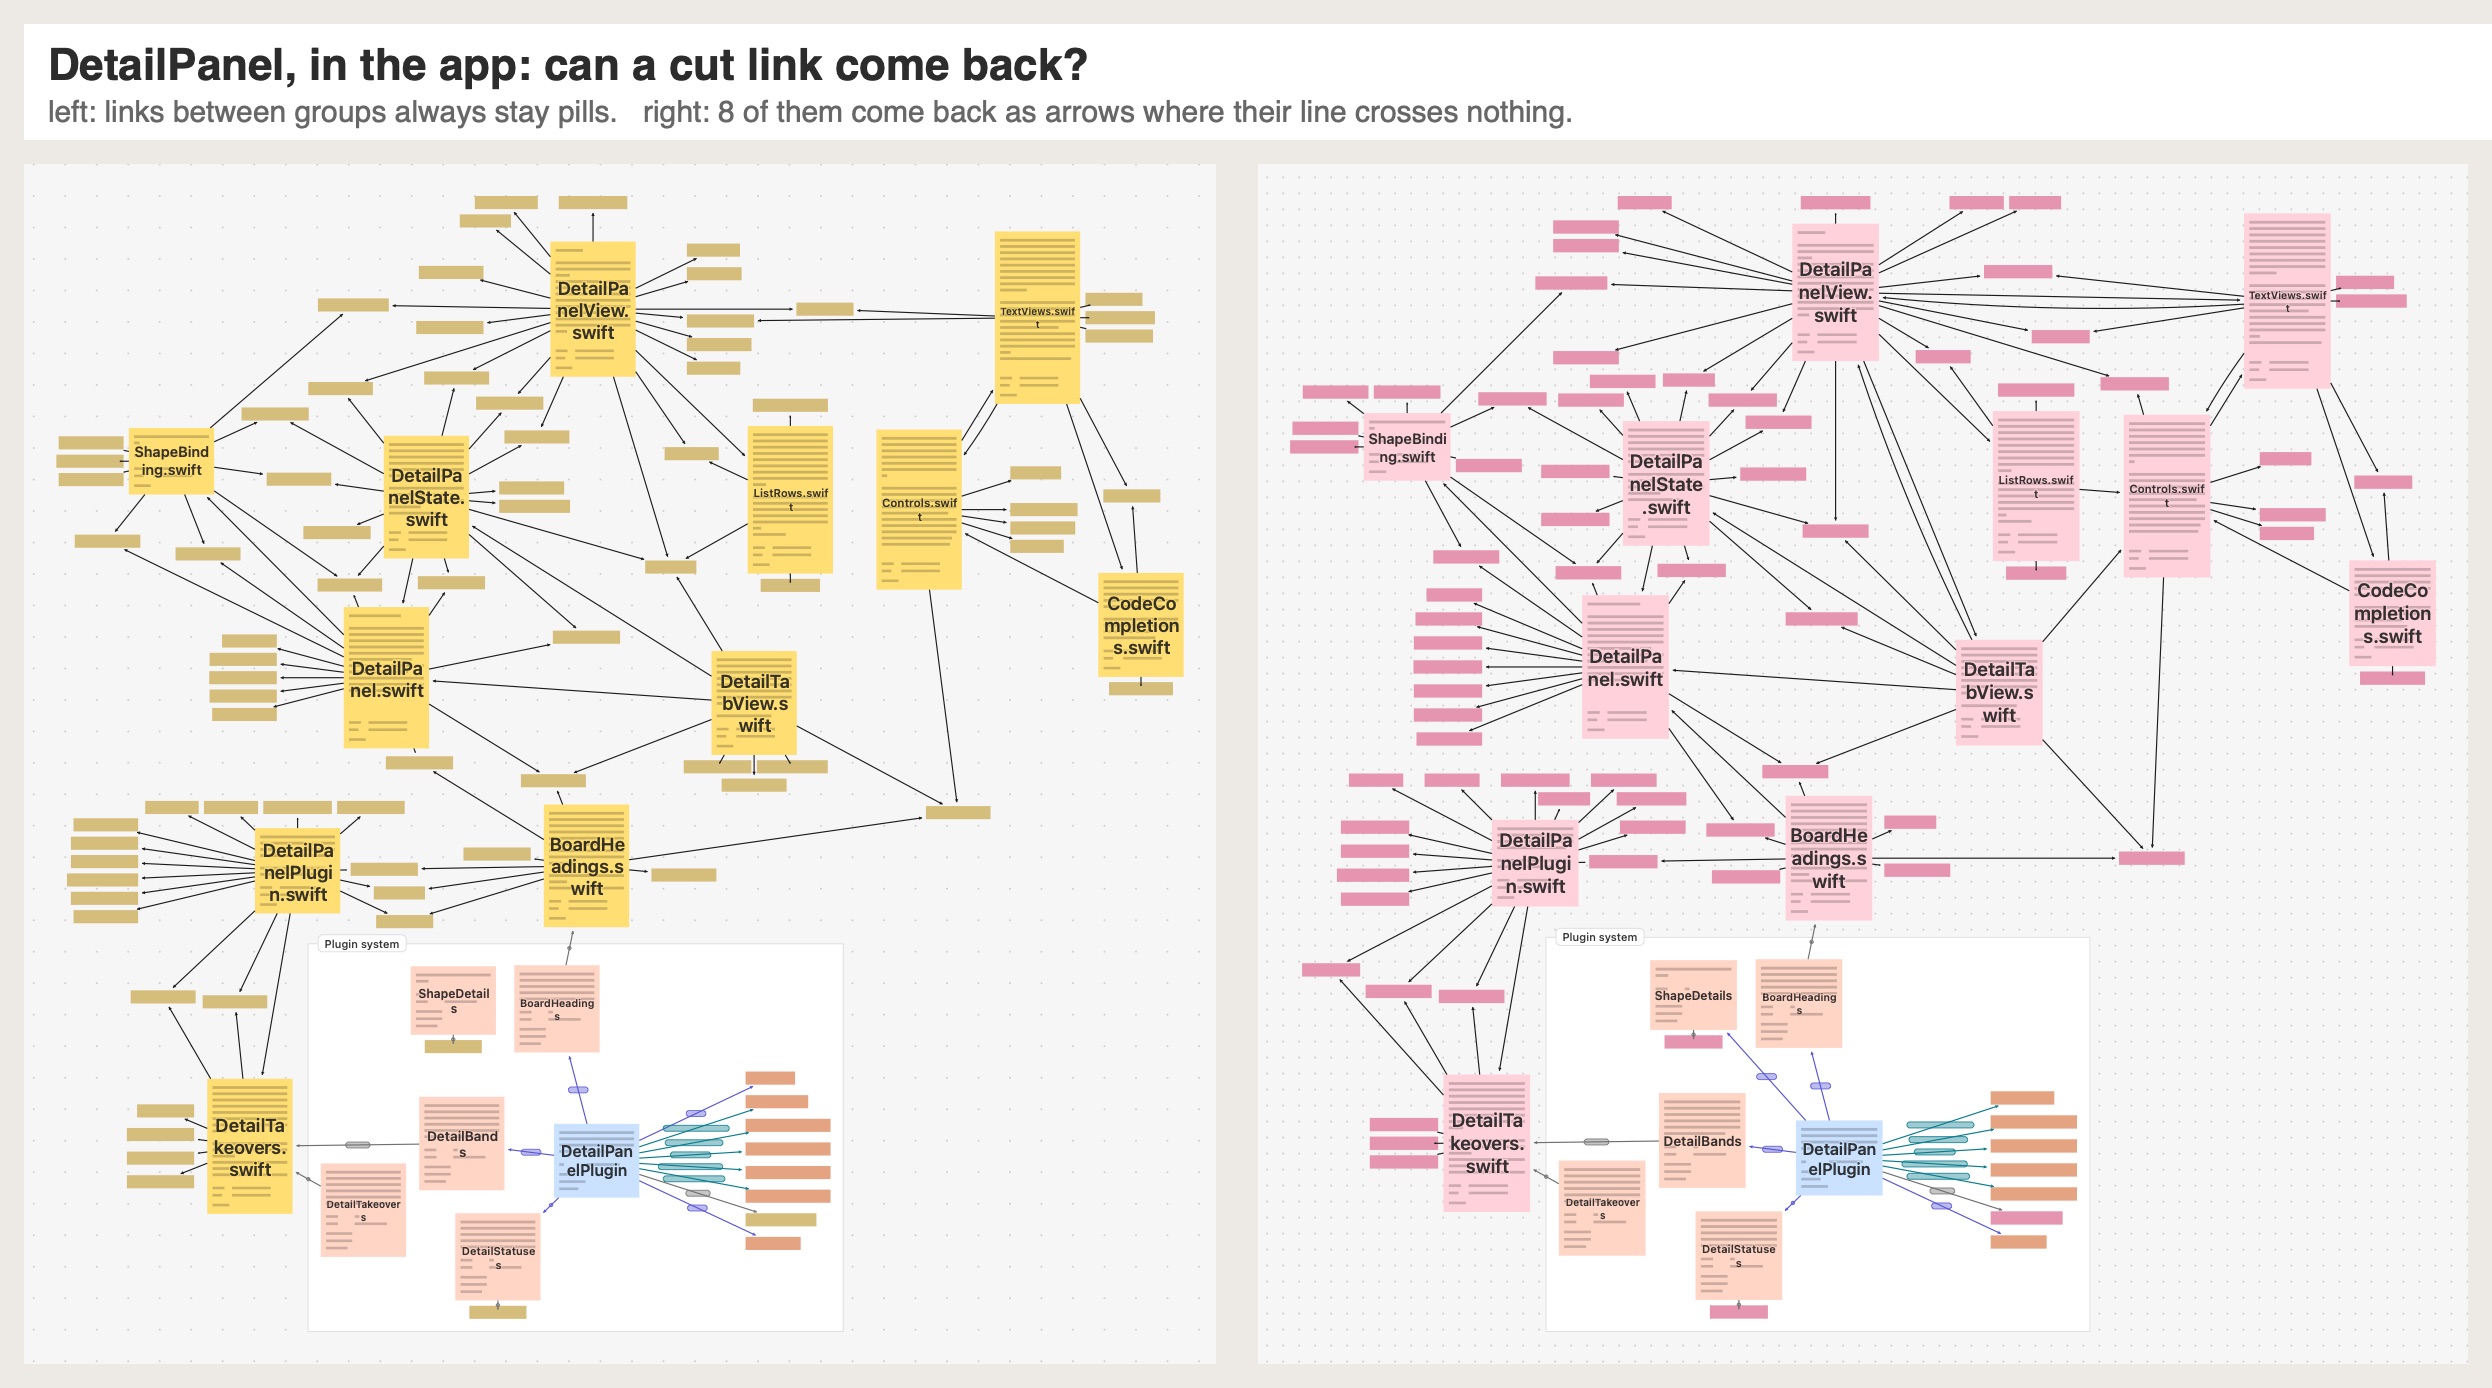 DetailPanel, in the app: can a cut link come back?
left: links between groups always stay pills.   right: 8 of them come back as arrows where their line crosses nothing.
DetailPa
nelView.
swift
TextViews.swif
t
ShapeBind
ing.swift
DetailPa
nelState.
swift
ListRows.swif
t
Controls.swif
t
CodeCo
mpletion
s.swift
DetailPa
nel.swift
DetailTa
bView.s
wift
DetailPa
nelPlugi
n.swift
BoardHe
adings.s
wift
Plugin system
ShapeDetail
s
BoardHeading
s
DetailBand
s
DetailPan
elPlugin
DetailTa
keovers.
swift
DetailTakeover
s
DetailStatuse
s
DetailPa
nelView.
swift
TextViews.swif
t
ShapeBindi
ng.swift
DetailPa
nelState
.swift
ListRows.swif
t
Controls.swif
t
CodeCo
mpletion
s.swift
DetailPa
nel.swift
DetailTa
bView.s
wift
DetailPa
nelPlugi
n.swift
BoardHe
adings.s
wift
Plugin system
ShapeDetails
BoardHeading
s
DetailBands
DetailPan
elPlugin
DetailTa
keovers.
swift
DetailTakeover
s
DetailStatuse
s